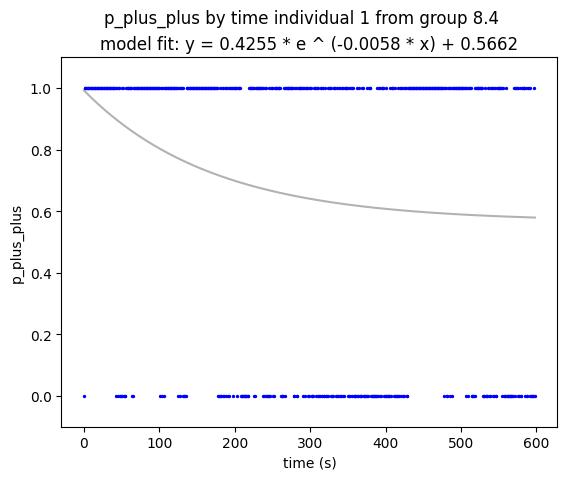 p_plus_plus by time individual 1 from group 8.4
model fit: y = 0.4255 * e ^ (-0.0058 * x) + 0.5662
1.0
0.8
0.6
0.4
0.2
0.0
p_plus_plus
0 100 200 300 400 500 600
time (s)